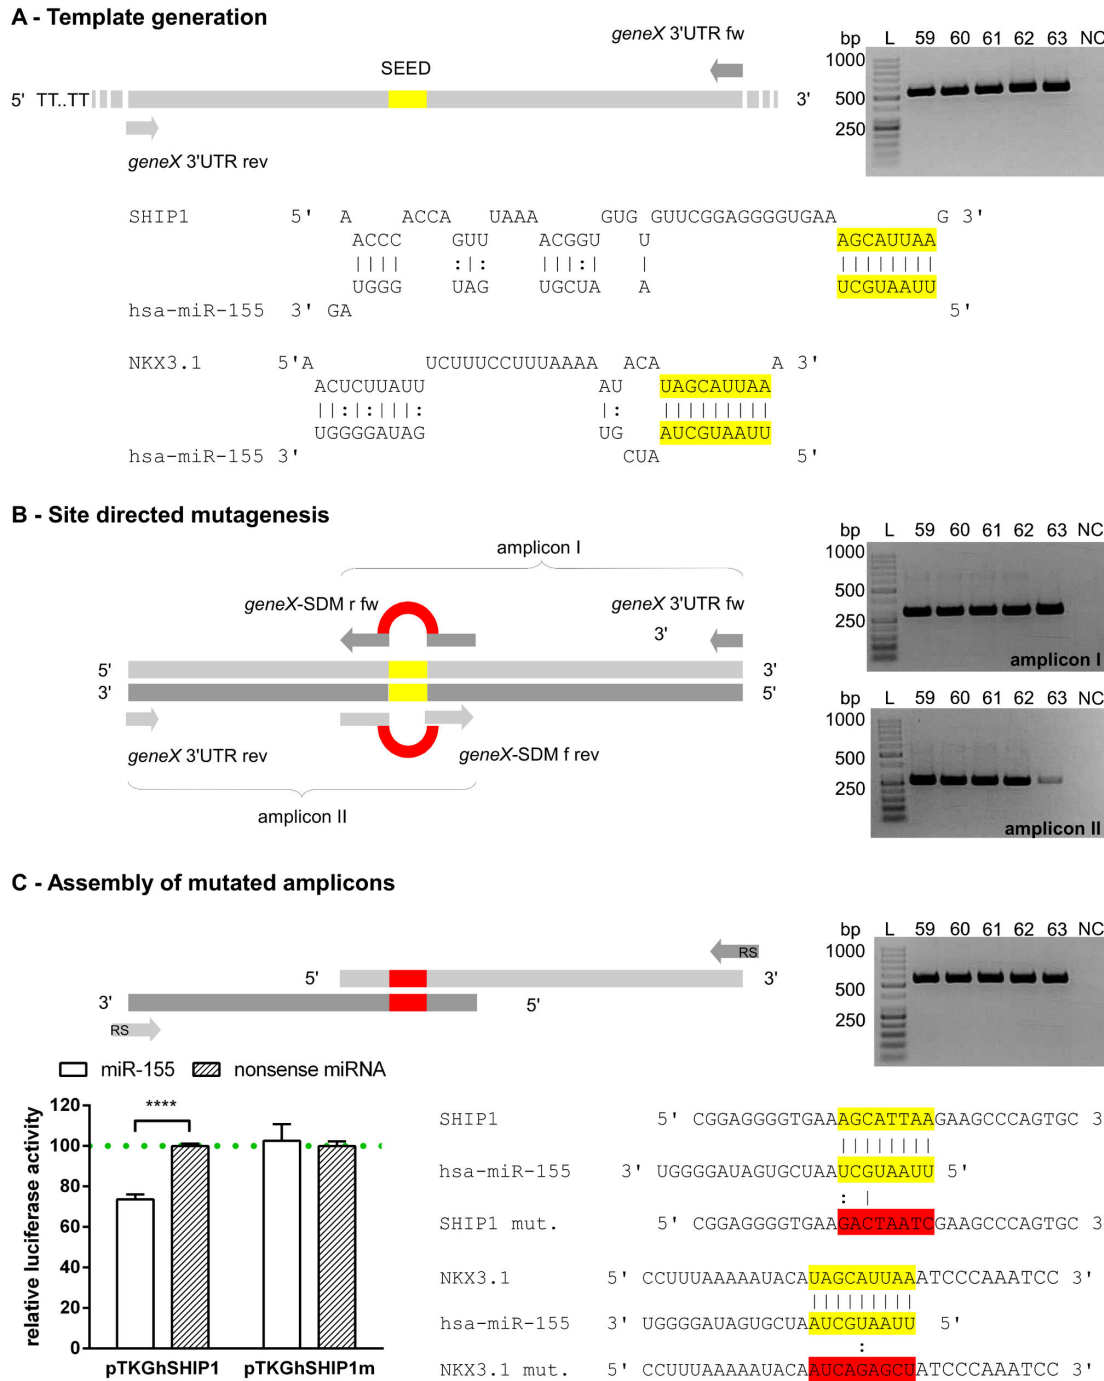 A - Template generation
geneX 3'UTR fw
SEED
5' TT..TT 3'
geneX 3'UTR rev
bp L 59 60 61 62 63 NC
1000
500
250
SHIP1 5' A ACCA UAAA GUG GUUCGGAGGGGUGAA G 3'
ACCC GUU ACGGU U AGCAUUAA
|||| :|: |||:| | ||||||||
UGGG UAG UGCUA A UCGUAAUU
hsa-miR-155 3' GA 5'
NKX3.1 5'A UCUUUCCUUUAAAA ACA A 3'
ACUCUUAUU AU UAGCAUUAA
||:|:|||: |: |||||||||
UGGGGAUAG UG AUCGUAAUU
hsa-miR-155 3' CUA 5'
B - Site directed mutagenesis
amplicon I
geneX-SDM r fw geneX 3'UTR fw
3'
5' 3'
3' 5'
geneX 3'UTR rev geneX-SDM f rev
amplicon II
bp L 59 60 61 62 63 NC
1000
500
250
amplicon I
bp L 59 60 61 62 63 NC
1000
500
250
amplicon II
C - Assembly of mutated amplicons
RS
5' 3'
3' 5'
RS
bp L 59 60 61 62 63 NC
1000
500
250
miR-155 nonsense miRNA
relative luciferase activity
120
100
80
60
40
20
0
****
pTKGhSHIP1 pTKGhSHIP1m
SHIP1 5' CGGAGGGGTGAAAGCATTAAGAAGCCCAGTGC 3
||||||||
hsa-miR-155 3' UGGGGAUAGUGCUAAUCGUAAUU 5'
: |
SHIP1 mut. 5' CGGAGGGGTGAAGACTAATCGAAGCCCAGTGC 3
NKX3.1 5' CCUUUAAAAAUACAUAGCAUUAAAUCCCAAAUCC 3'
|||||||||
hsa-miR-155 3' UGGGGAUAGUGCUAAUCGUAAUU 5'
:
NKX3.1 mut. 5' CCUUUAAAAAUACAAUCAGAGCUAUCCCAAAUCC 3'